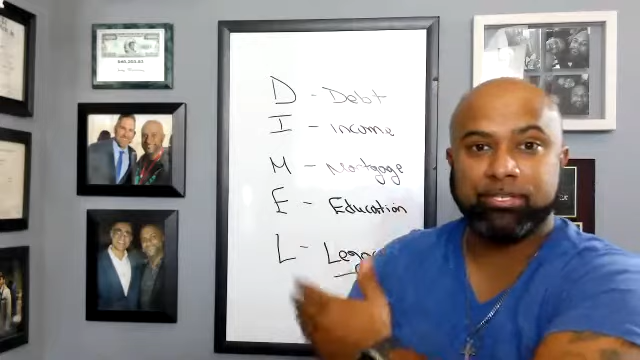 D - Debt
I - Income
M - Mortgage
E - Education
L -